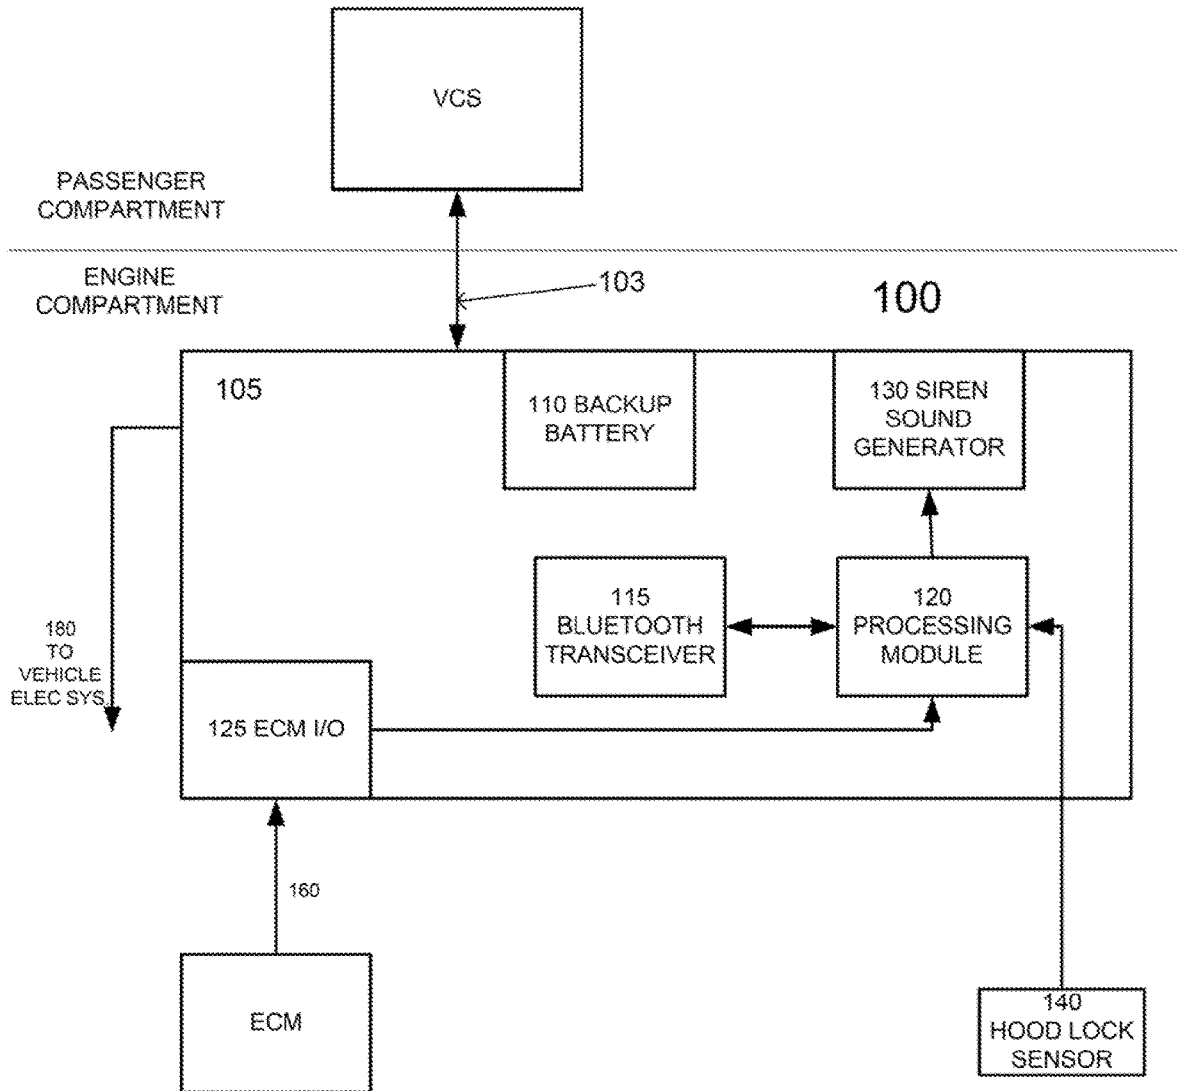 VCS
PASSENGER
COMPARTMENT
ENGINE
COMPARTMENT
103
100
105
110 BACKUP
BATTERY
130 SIREN
SOUND
GENERATOR
115
BLUETOOTH
TRANSCEIVER
120
PROCESSING
MODULE
180
TO
VEHICLE
ELEC SYS.
125 ECM I/O
160
ECM
140
HOOD LOCK
SENSOR